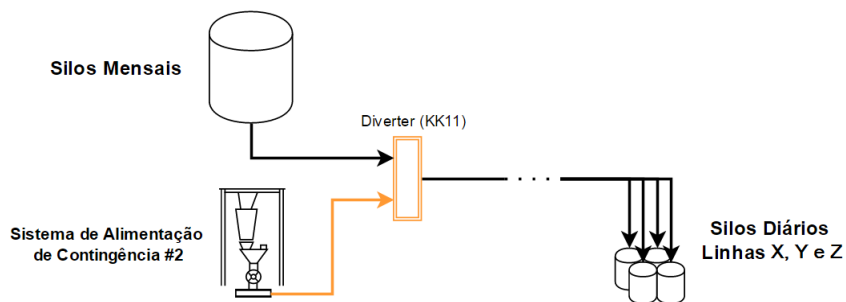 Silos Mensais
Diverter (KK11)
Sistema de Alimentação
de Contingência #2
. . .
Silos Diários
Linhas X, Y e Z